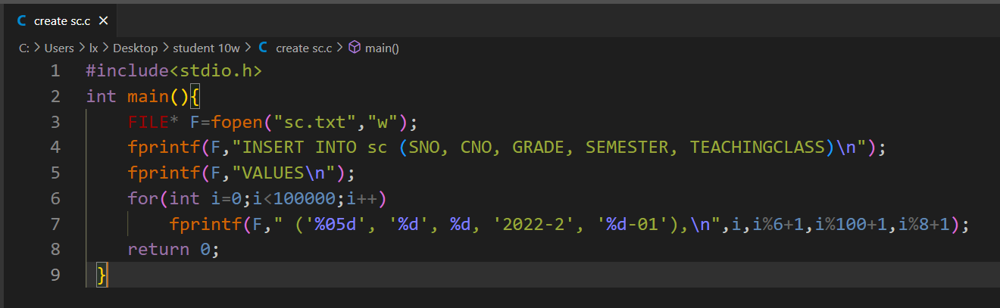 C create sc.c ×
C: > Users > lx > Desktop > student 10w > C create sc.c > main()
1 #include<stdio.h>
2 int main(){
3     FILE* F=fopen("sc.txt","w");
4     fprintf(F,"INSERT INTO sc (SNO, CNO, GRADE, SEMESTER, TEACHINGCLASS)\n");
5     fprintf(F,"VALUES\n");
6     for(int i=0;i<100000;i++)
7         fprintf(F," ('%05d', '%d', %d, '2022-2', '%d-01'),\n",i,i%6+1,i%100+1,i%8+1);
8     return 0;
9  }